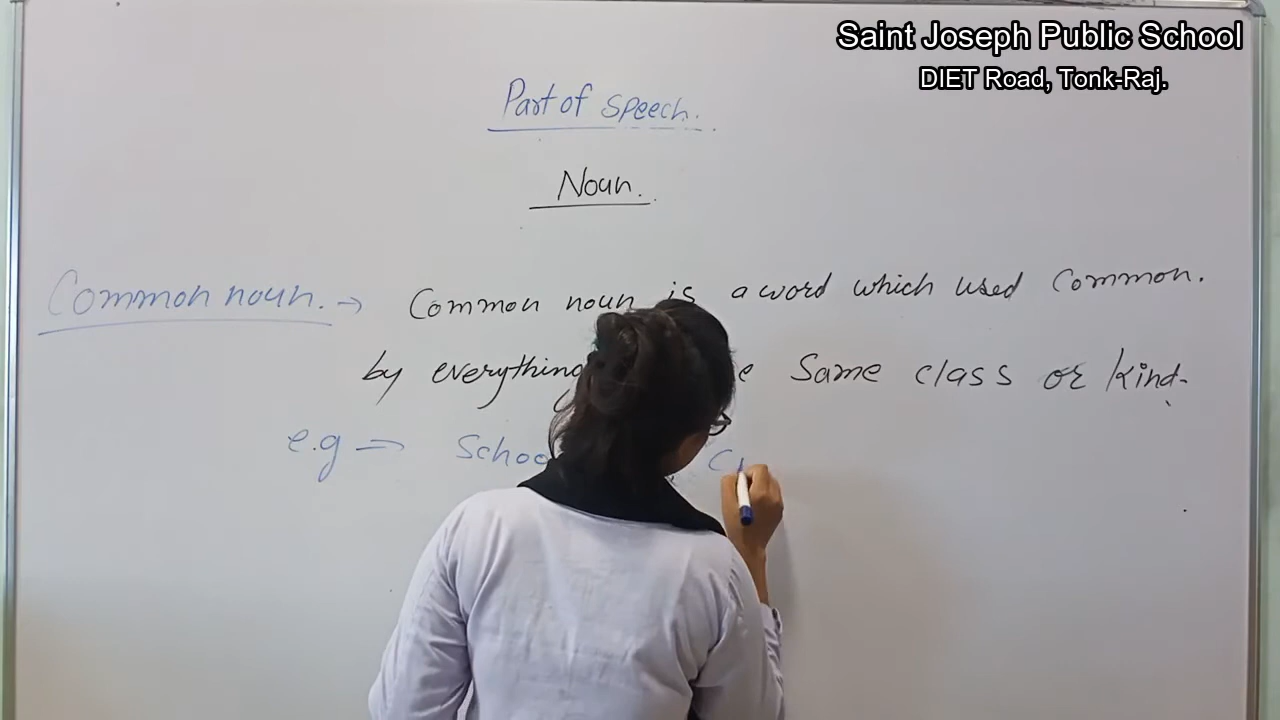 Saint Joseph Public School
DIET Road, Tonk-Raj.
Part of speech.
Noun.
Common noun. → Common noun is a word which used common.
by everything same class or kind.
e.g ⇒